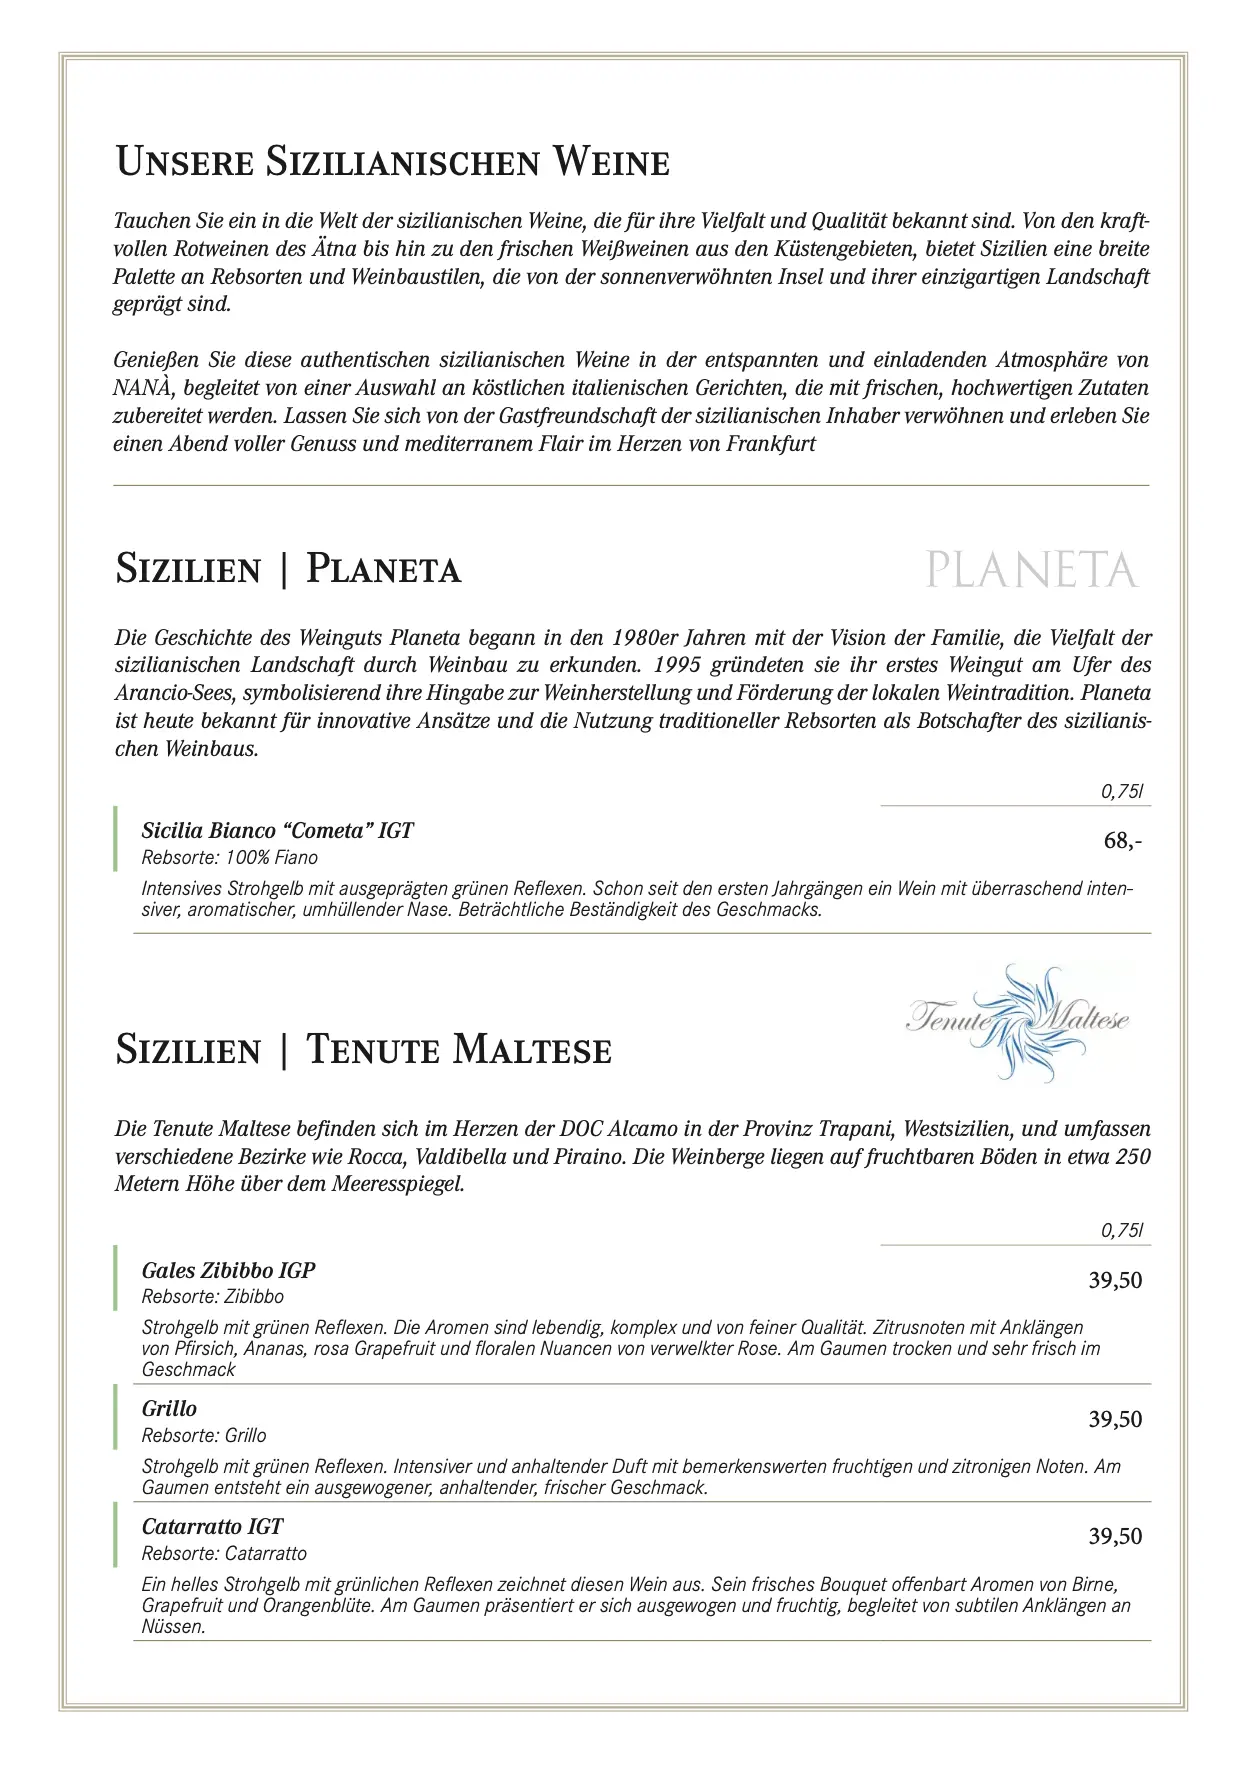 Unsere Sizilianischen Weine
Tauchen Sie ein in die Welt der sizilianischen Weine, die für ihre Vielfalt und Qualität bekannt sind. Von den kraft-
vollen Rotweinen des Ätna bis hin zu den frischen Weißweinen aus den Küstengebieten, bietet Sizilien eine breite
Palette an Rebsorten und Weinbaustilen, die von der sonnenverwöhnten Insel und ihrer einzigartigen Landschaft
geprägt sind.
Genießen Sie diese authentischen sizilianischen Weine in der entspannten und einladenden Atmosphäre von
NANÀ, begleitet von einer Auswahl an köstlichen italienischen Gerichten, die mit frischen, hochwertigen Zutaten
zubereitet werden. Lassen Sie sich von der Gastfreundschaft der sizilianischen Inhaber verwöhnen und erleben Sie
einen Abend voller Genuss und mediterranem Flair im Herzen von Frankfurt
Sizilien | Planeta
PLANETA
Die Geschichte des Weinguts Planeta begann in den 1980er Jahren mit der Vision der Familie, die Vielfalt der
sizilianischen Landschaft durch Weinbau zu erkunden. 1995 gründeten sie ihr erstes Weingut am Ufer des
Arancio-Sees, symbolisierend ihre Hingabe zur Weinherstellung und Förderung der lokalen Weintradition. Planeta
ist heute bekannt für innovative Ansätze und die Nutzung traditioneller Rebsorten als Botschafter des sizilianis-
chen Weinbaus.
0,75l
Sicilia Bianco “Cometa” IGT
68,-
Rebsorte: 100% Fiano
Intensives Strohgelb mit ausgeprägten grünen Reflexen. Schon seit den ersten Jahrgängen ein Wein mit überraschend inten-
siver, aromatischer, umhüllender Nase. Beträchtliche Beständigkeit des Geschmacks.
Tenute Maltese
Sizilien | Tenute Maltese
Die Tenute Maltese befinden sich im Herzen der DOC Alcamo in der Provinz Trapani, Westsizilien, und umfassen
verschiedene Bezirke wie Rocca, Valdibella und Piraino. Die Weinberge liegen auf fruchtbaren Böden in etwa 250
Metern Höhe über dem Meeresspiegel.
0,75l
Gales Zibibbo IGP
39,50
Rebsorte: Zibibbo
Strohgelb mit grünen Reflexen. Die Aromen sind lebendig, komplex und von feiner Qualität. Zitrusnoten mit Anklängen
von Pfirsich, Ananas, rosa Grapefruit und floralen Nuancen von verwelkter Rose. Am Gaumen trocken und sehr frisch im
Geschmack
Grillo
39,50
Rebsorte: Grillo
Strohgelb mit grünen Reflexen. Intensiver und anhaltender Duft mit bemerkenswerten fruchtigen und zitronigen Noten. Am
Gaumen entsteht ein ausgewogener, anhaltender, frischer Geschmack.
Catarratto IGT
39,50
Rebsorte: Catarratto
Ein helles Strohgelb mit grünlichen Reflexen zeichnet diesen Wein aus. Sein frisches Bouquet offenbart Aromen von Birne,
Grapefruit und Orangenblüte. Am Gaumen präsentiert er sich ausgewogen und fruchtig, begleitet von subtilen Anklängen an
Nüssen.